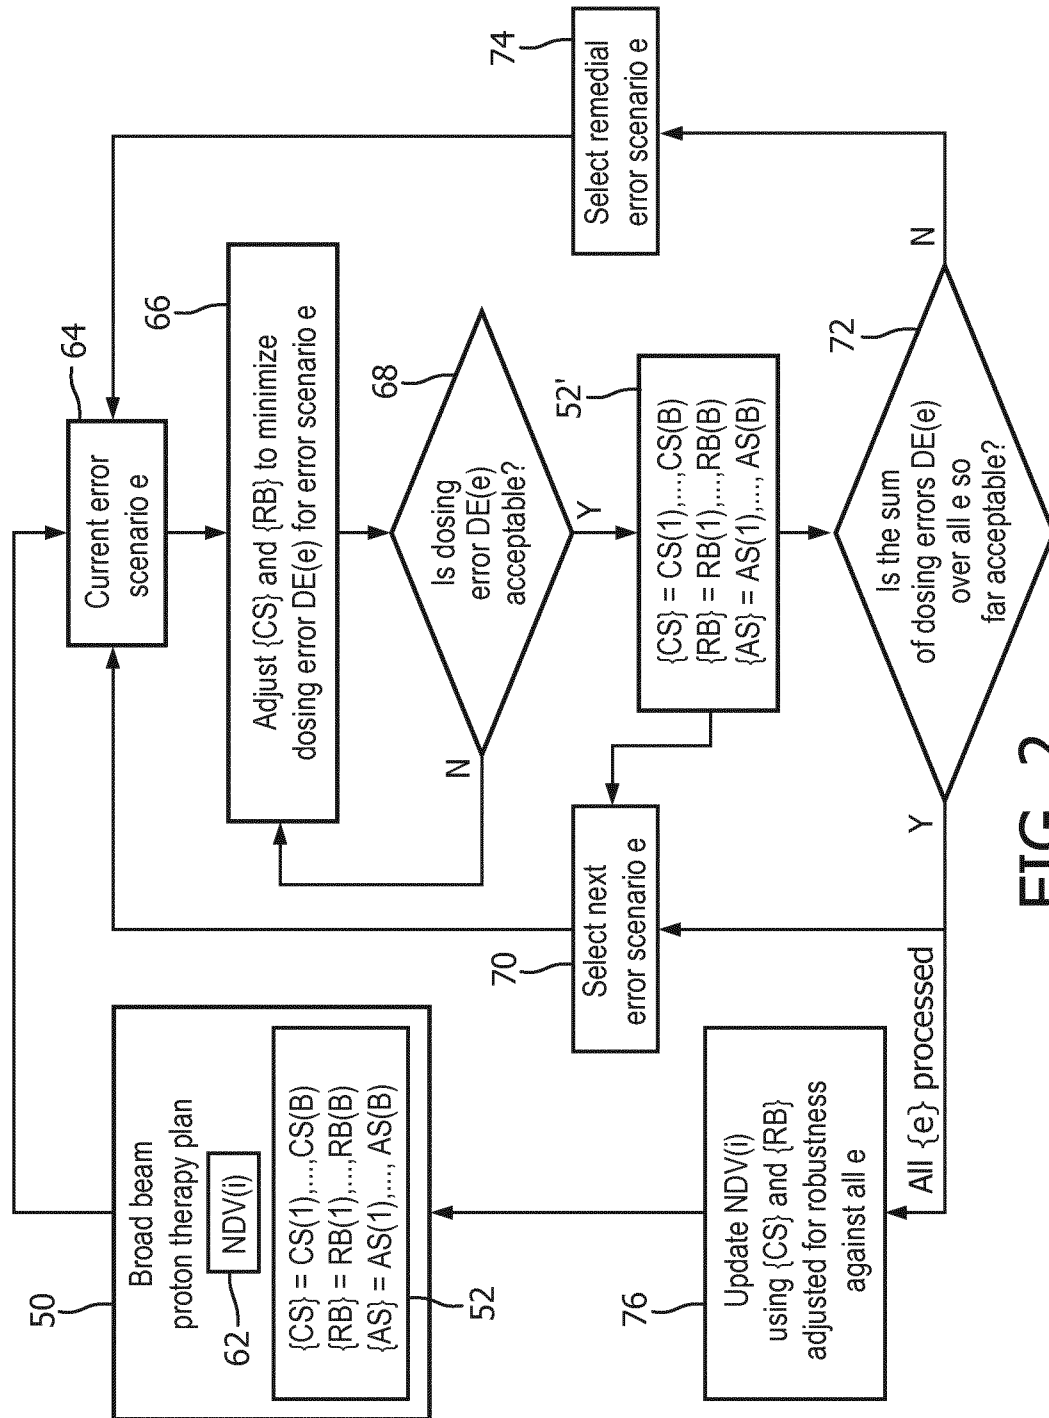 50
Broad beam
proton therapy plan
62
NDV(i)
{CS} = CS(1),...,CS(B)
{RB} = RB(1),...,RB(B)
{AS} = AS(1),..., AS(B)
52
64
Current error
scenario e
66
Adjust {CS} and {RB} to minimize
dosing error DE(e) for error scenario e
68
Is dosing
error DE(e)
acceptable?
N
Y
70
Select next
error scenario e
52'
{CS} = CS(1),...,CS(B)
{RB} = RB(1),...,RB(B)
{AS} = AS(1),..., AS(B)
74
Select remedial
error scenario e
72
Is the sum
of dosing errors DE(e)
over all e so
far acceptable?
Y
N
All {e} processed
76
Update NDV(i)
using {CS} and {RB}
adjusted for robustness
against all e
FIG. 2